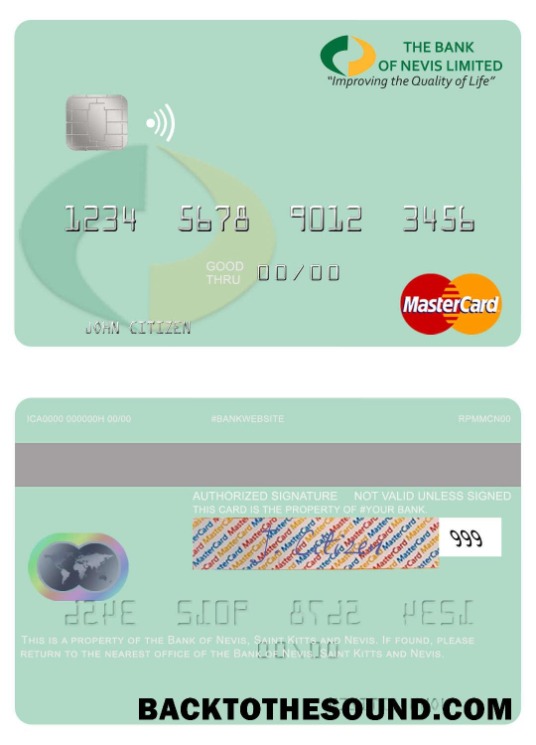 THE BANK
OF NEVIS LIMITED
"Improving the Quality of Life"
1234 5678 9012 3456
GOOD
THRU
00/00
JOHN CITIZEN
MasterCard
ICA0000 000000H 00/00 #BANKWEBSITE RPMMCN00
AUTHORIZED SIGNATURE NOT VALID UNLESS SIGNED
THIS CARD IS THE PROPERTY OF #YOUR BANK.
MasterCard
999
THIS IS A PROPERTY OF THE BANK OF NEVIS, SAINT KITTS AND NEVIS. IF FOUND, PLEASE
RETURN TO THE NEAREST OFFICE OF THE BANK OF NEVIS, SAINT KITTS AND NEVIS.
BACKTOTHESOUND.COM